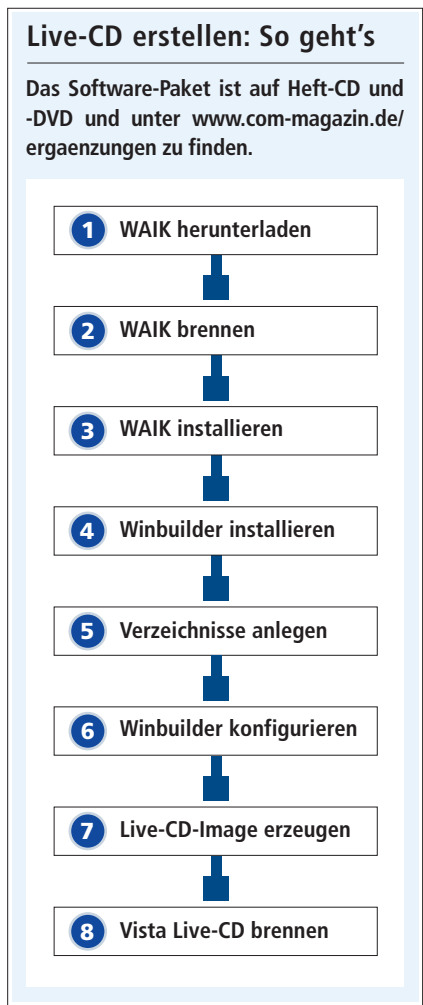 Live-CD erstellen: So geht’s
Das Software-Paket ist auf Heft-CD und
-DVD und unter www.com-magazin.de/
ergaenzungen zu finden.
1 WAIK herunterladen
2 WAIK brennen
3 WAIK installieren
4 Winbuilder installieren
5 Verzeichnisse anlegen
6 Winbuilder konfigurieren
7 Live-CD-Image erzeugen
8 Vista Live-CD brennen